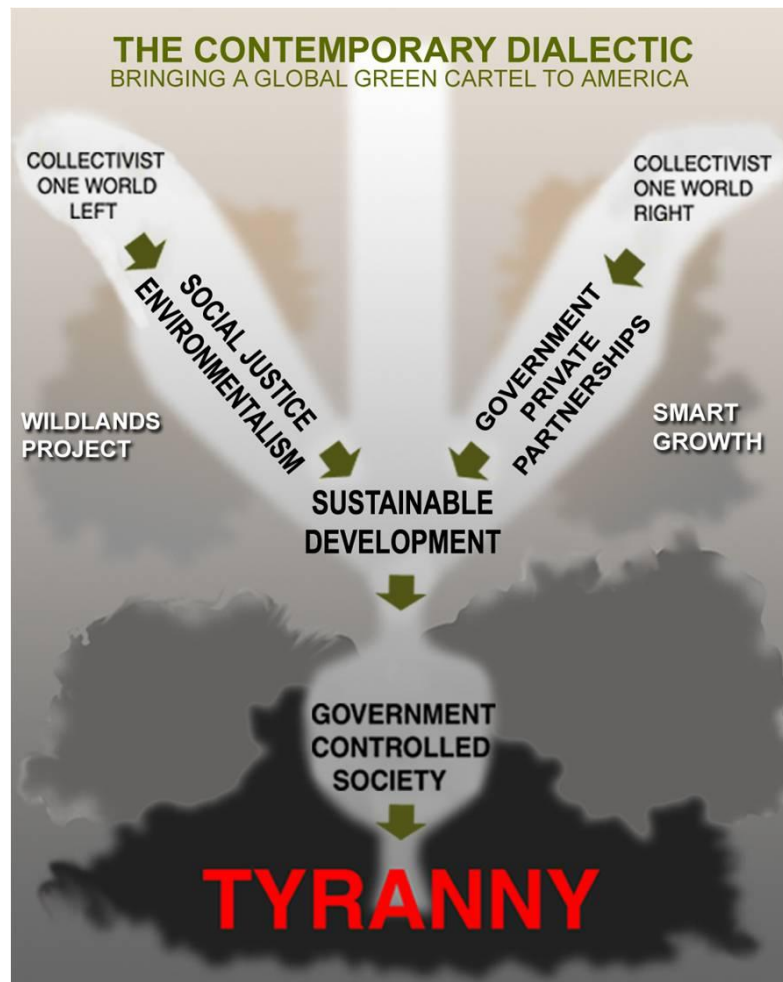 THE CONTEMPORARY DIALECTIC
BRINGING A GLOBAL GREEN CARTEL TO AMERICA
COLLECTIVIST
ONE WORLD
LEFT
COLLECTIVIST
ONE WORLD
RIGHT
SOCIAL JUSTICE
ENVIRONMENTALISM
GOVERNMENT
PRIVATE
PARTNERSHIPS
WILDLANDS
PROJECT
SMART
GROWTH
SUSTAINABLE
DEVELOPMENT
GOVERNMENT
CONTROLLED
SOCIETY
TYRANNY